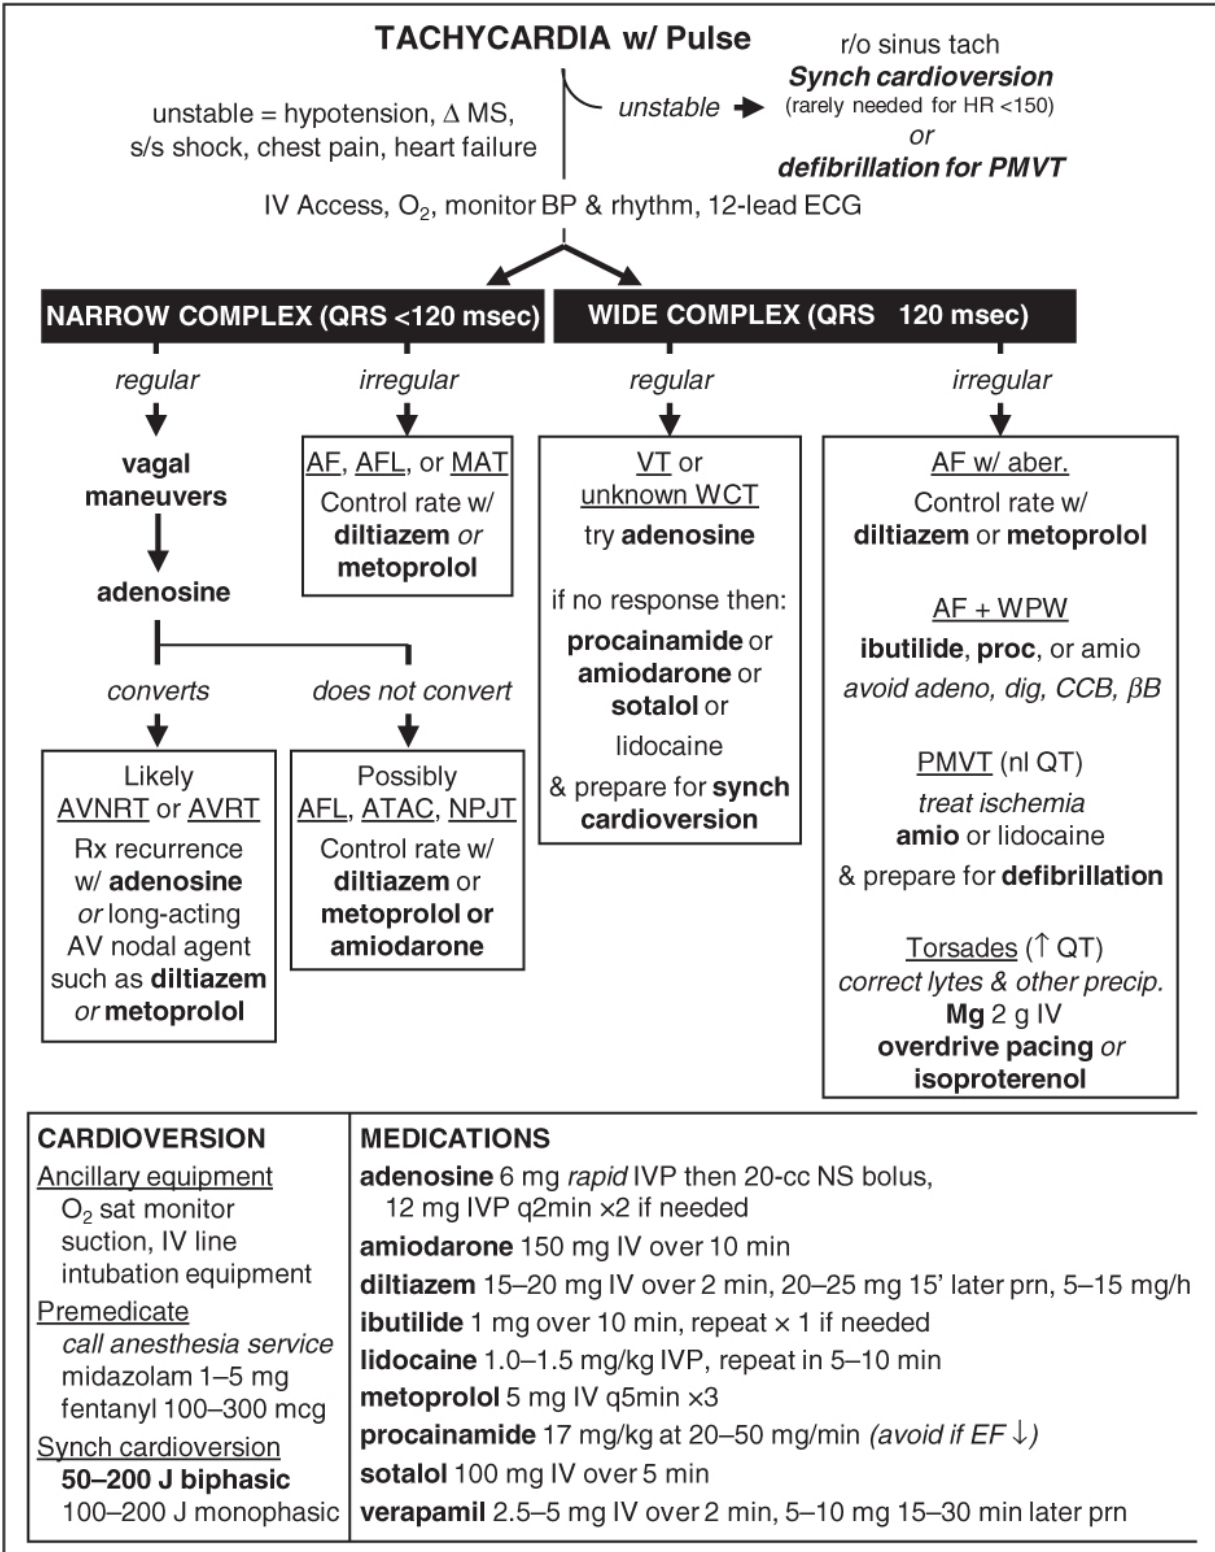 TACHYCARDIA w/ Pulse
r/o sinus tach
Synch cardioversion
(rarely needed for HR <150)
or
defibrillation for PMVT
unstable
unstable = hypotension, Δ MS,
s/s shock, chest pain, heart failure
IV Access, O₂, monitor BP & rhythm, 12-lead ECG
NARROW COMPLEX (QRS <120 msec)
regular
irregular
vagal
maneuvers
adenosine
converts
does not convert
Likely
AVNRT or AVRT
Rx recurrence
w/ adenosine
or long-acting
AV nodal agent
such as diltiazem
or metoprolol
Possibly
AFL, ATAC, NPJT
Control rate w/
diltiazem or
metoprolol or
amiodarone
AF, AFL, or MAT
Control rate w/
diltiazem or
metoprolol
WIDE COMPLEX (QRS 120 msec)
regular
irregular
VT or
unknown WCT
try adenosine
if no response then:
procainamide or
amiodarone or
sotalol or
lidocaine
& prepare for synch
cardioversion
AF w/ aber.
Control rate w/
diltiazem or metoprolol
AF + WPW
ibutilide, proc, or amio
avoid adeno, dig, CCB, βB
PMVT (nl QT)
treat ischemia
amio or lidocaine
& prepare for defibrillation
Torsades (↑ QT)
correct lytes & other precip.
Mg 2 g IV
overdrive pacing or
isoproterenol
CARDIOVERSION
Ancillary equipment
O₂ sat monitor
suction, IV line
intubation equipment
Premedicate
call anesthesia service
midazolam 1–5 mg
fentanyl 100–300 mcg
Synch cardioversion
50–200 J biphasic
100–200 J monophasic
MEDICATIONS
adenosine 6 mg rapid IVP then 20-cc NS bolus,
12 mg IVP q2min ×2 if needed
amiodarone 150 mg IV over 10 min
diltiazem 15–20 mg IV over 2 min, 20–25 mg 15’ later prn, 5–15 mg/h
ibutilide 1 mg over 10 min, repeat × 1 if needed
lidocaine 1.0–1.5 mg/kg IVP, repeat in 5–10 min
metoprolol 5 mg IV q5min ×3
procainamide 17 mg/kg at 20–50 mg/min (avoid if EF ↓)
sotalol 100 mg IV over 5 min
verapamil 2.5–5 mg IV over 2 min, 5–10 mg 15–30 min later prn